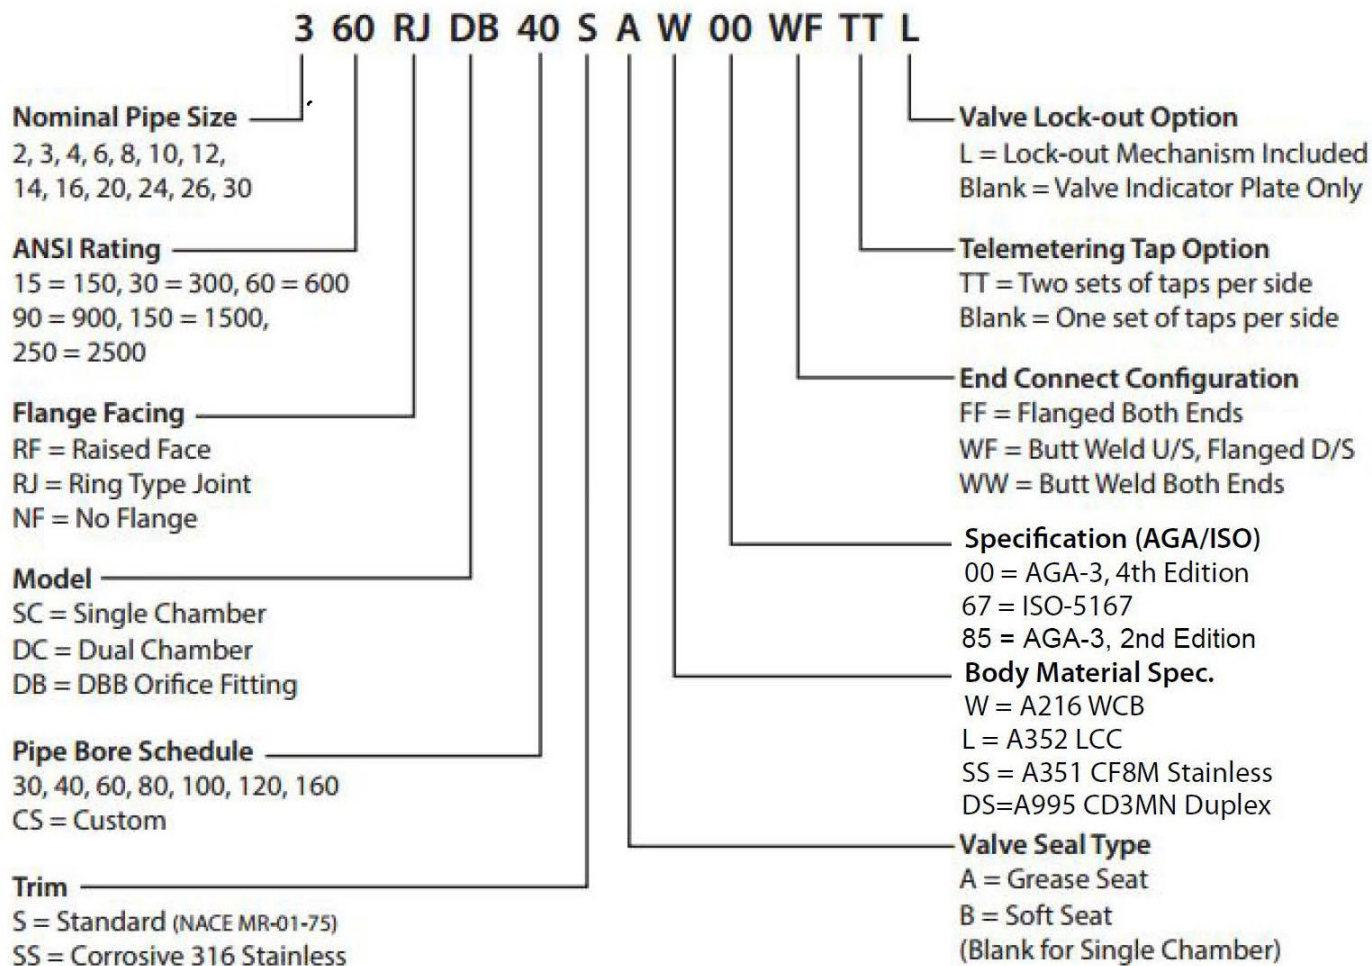 3 60 RJ DB 40 S A W 00 WF TT L
Nominal Pipe Size
2, 3, 4, 6, 8, 10, 12,
14, 16, 20, 24, 26, 30
ANSI Rating
15 = 150, 30 = 300, 60 = 600
90 = 900, 150 = 1500,
250 = 2500
Flange Facing
RF = Raised Face
RJ = Ring Type Joint
NF = No Flange
Model
SC = Single Chamber
DC = Dual Chamber
DB = DBB Orifice Fitting
Pipe Bore Schedule
30, 40, 60, 80, 100, 120, 160
CS = Custom
Trim
S = Standard (NACE MR-01-75)
SS = Corrosive 316 Stainless
Valve Lock-out Option
L = Lock-out Mechanism Included
Blank = Valve Indicator Plate Only
Telemetering Tap Option
TT = Two sets of taps per side
Blank = One set of taps per side
End Connect Configuration
FF = Flanged Both Ends
WF = Butt Weld U/S, Flanged D/S
WW = Butt Weld Both Ends
Specification (AGA/ISO)
00 = AGA-3, 4th Edition
67 = ISO-5167
85 = AGA-3, 2nd Edition
Body Material Spec.
W = A216 WCB
L = A352 LCC
SS = A351 CF8M Stainless
DS=A995 CD3MN Duplex
Valve Seal Type
A = Grease Seat
B = Soft Seat
(Blank for Single Chamber)